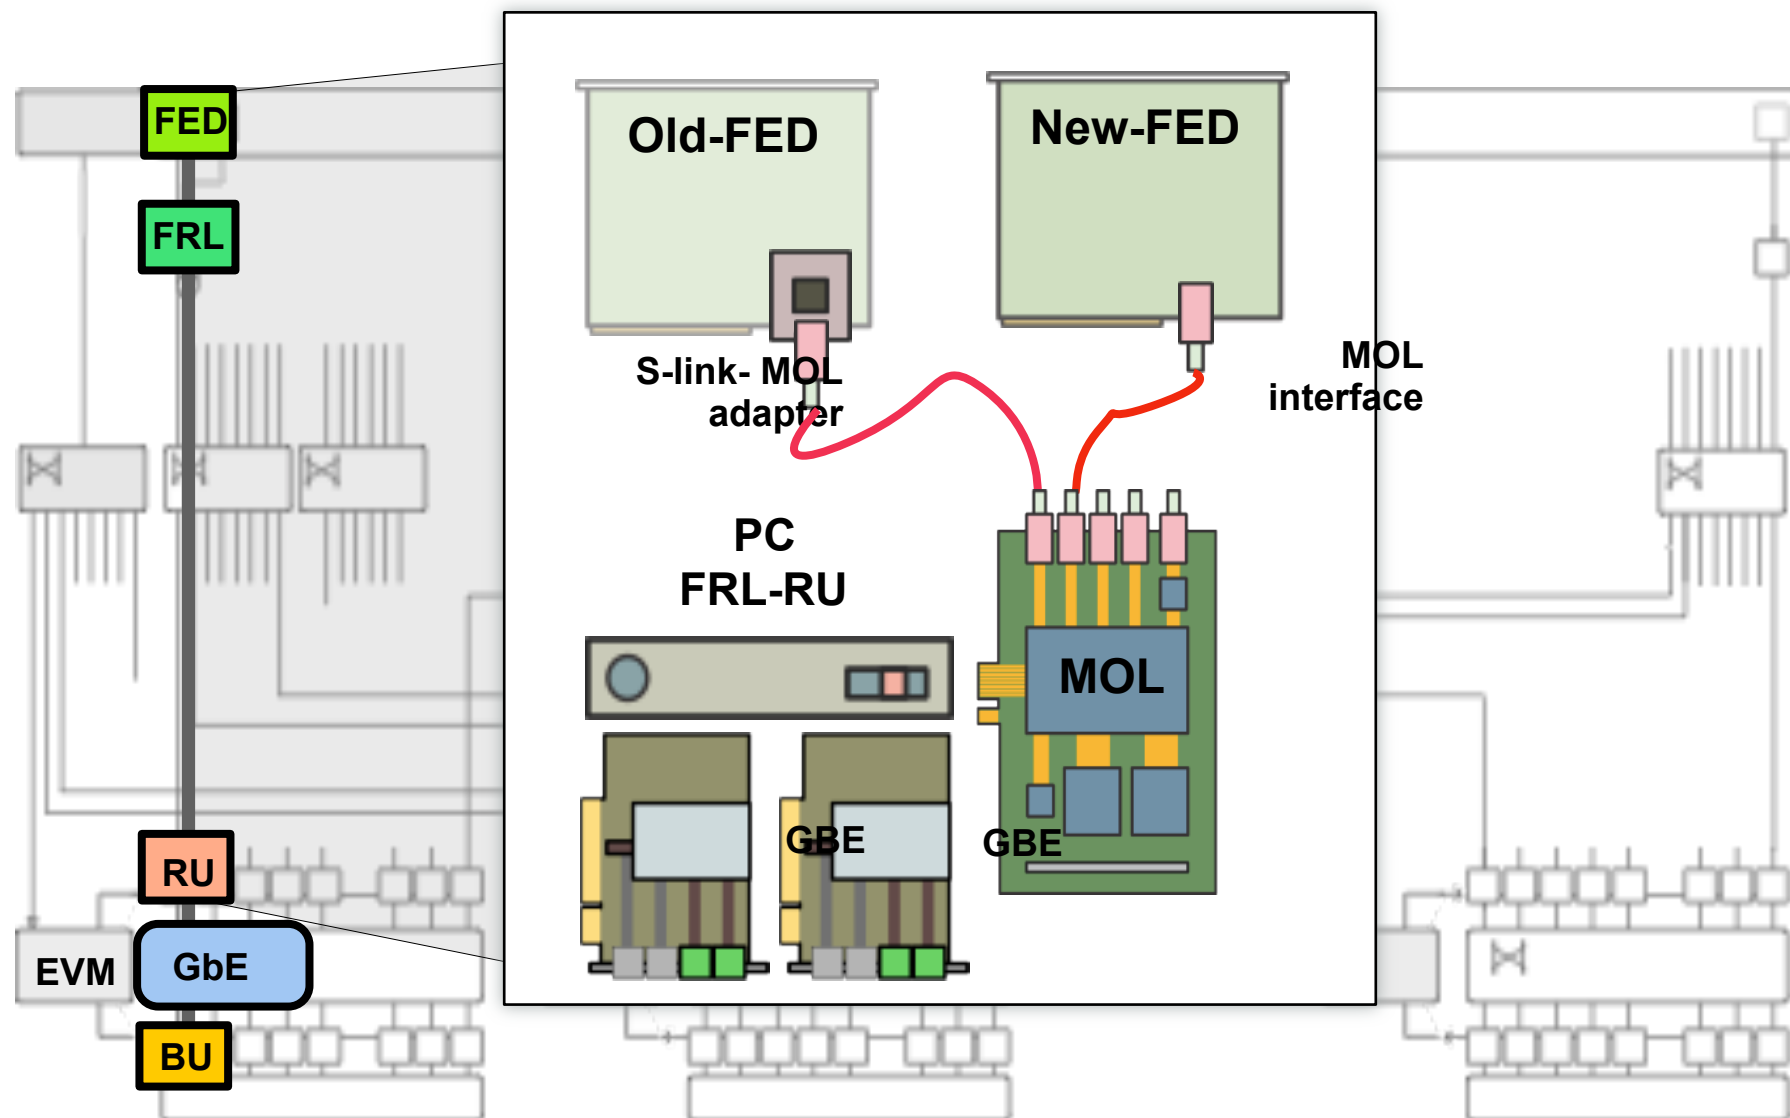 FED
FRL
RU
EVM
GbE
BU
Old-FED
New-FED
S-link- MOL
adapter
MOL
interface
PC
FRL-RU
MOL
GBE
GBE